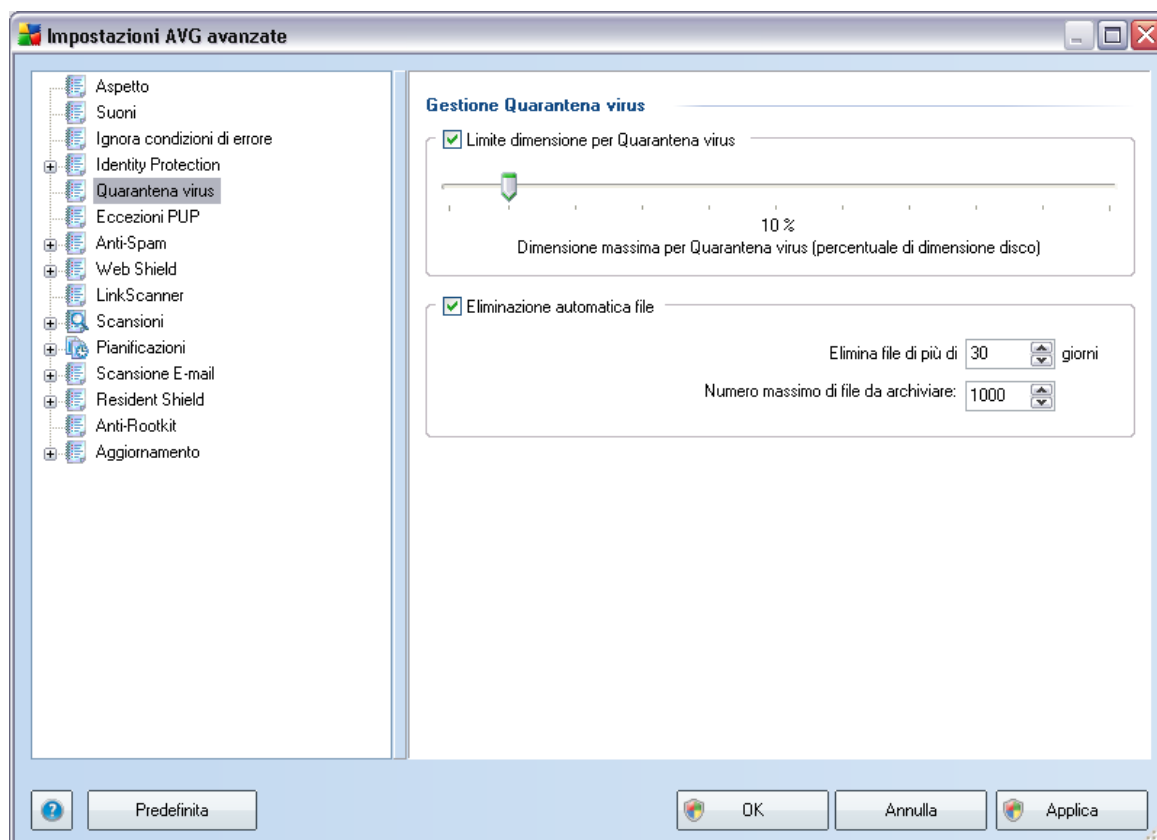 Impostazioni AVG avanzate
Aspetto
Suoni
Ignora condizioni di errore
Identity Protection
Quarantena virus
Eccezioni PUP
Anti-Spam
Web Shield
LinkScanner
Scansioni
Pianificazioni
Scansione E-mail
Resident Shield
Anti-Rootkit
Aggiornamento
Gestione Quarantena virus
Limite dimensione per Quarantena virus
10 %
Dimensione massima per Quarantena virus (percentuale di dimensione disco)
Eliminazione automatica file
Elimina file di più di 30 giorni
Numero massimo di file da archiviare: 1000
? Predefinita OK Annulla Applica